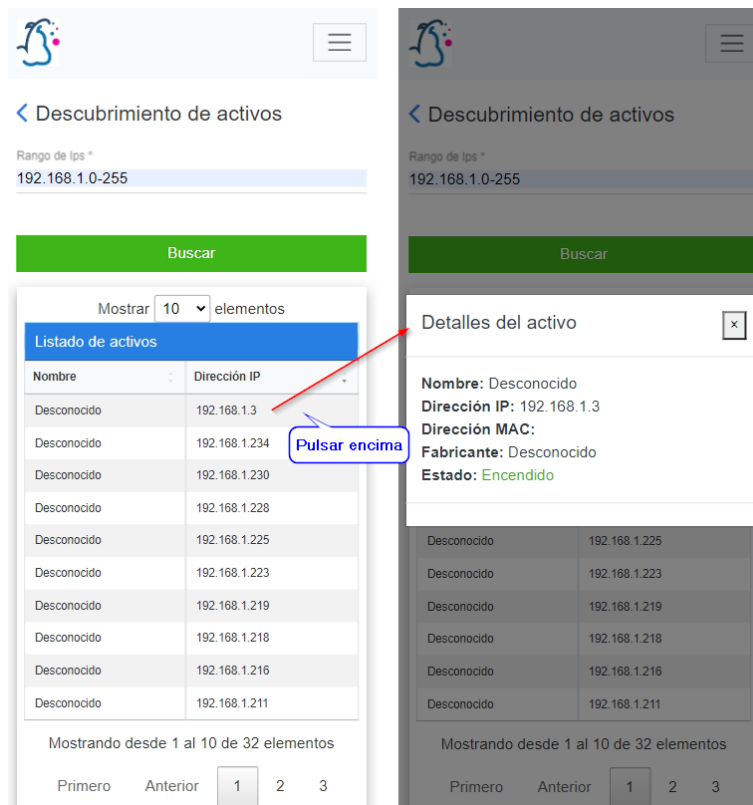 Descubrimiento de activos
Rango de Ips *
192.168.1.0-255
Buscar
Mostrar 10 elementos
Listado de activos
Nombre Dirección IP
Desconocido 192.168.1.3
Desconocido 192.168.1.234
Desconocido 192.168.1.230
Desconocido 192.168.1.228
Desconocido 192.168.1.225
Desconocido 192.168.1.223
Desconocido 192.168.1.219
Desconocido 192.168.1.218
Desconocido 192.168.1.216
Desconocido 192.168.1.211
Mostrando desde 1 al 10 de 32 elementos
Primero Anterior 1 2 3
Pulsar encima
Descubrimiento de activos
Rango de Ips *
192.168.1.0-255
Buscar
Detalles del activo
×
Nombre: Desconocido
Dirección IP: 192.168.1.3
Dirección MAC:
Fabricante: Desconocido
Estado: Encendido
Desconocido 192.168.1.225
Desconocido 192.168.1.223
Desconocido 192.168.1.219
Desconocido 192.168.1.218
Desconocido 192.168.1.216
Desconocido 192.168.1.211
Mostrando desde 1 al 10 de 32 elementos
Primero Anterior 1 2 3